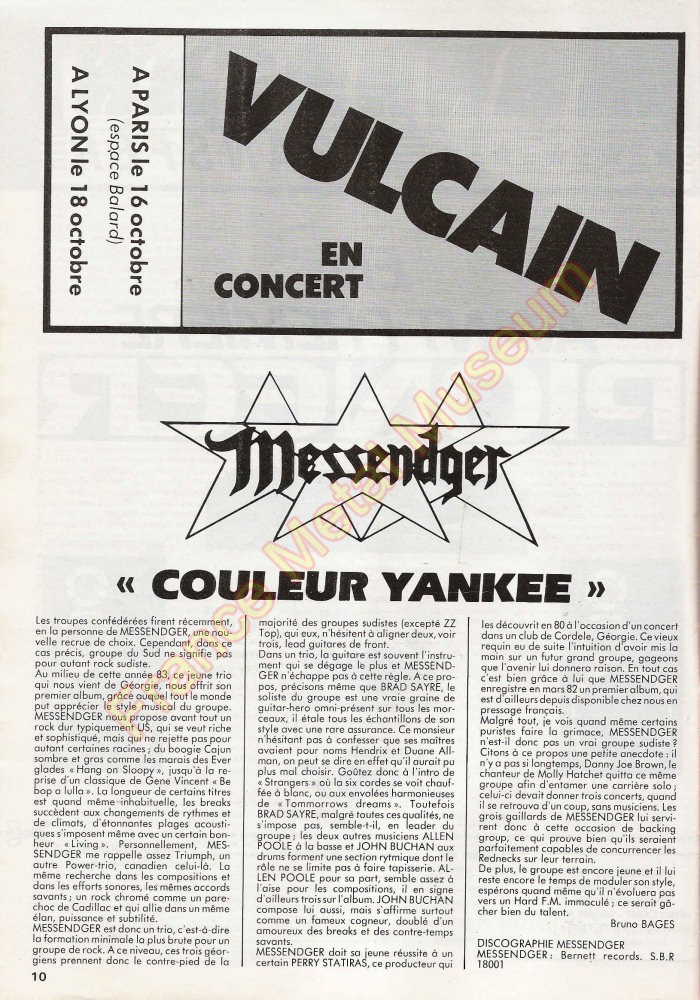 VULCAIN
EN
CONCERT
A PARIS le 16 octobre
(espace Balard)
A LYON le 18 octobre
Messendger
« COULEUR YANKEE »
Les troupes confédérées firent récemment,
en la personne de MESSENDGER, une nou-
velle recrue de choix. Cependant, dans ce
cas précis, groupe du Sud ne signifie pas
pour autant rock sudiste.
Au milieu de cette année 83, ce jeune trio
qui nous vient de Géorgie, nous offrit son
premier album, grâce auquel tout le monde
put apprécier le potentiel du groupe.
MESSENDGER nous propose avant tout un
rock dur typiquement US, qui se veut riche
et sophistiqué, mais qui ne rejette pas pour
autant certaines racines ; du boogie Cajun
sombre et gras comme les marais des Ever
glades « Hang on Sloopy », jusqu'à la re-
prise d'un classique de Gene Vincent « Be
bop a lulla ». La longueur de certains titres
est quand même inhabituelle, les breaks
succèdent aux changements de rythmes et
de climats, d'étonnantes plages acousti-
ques s'imposent même avec un certain bon-
heur « Living ». Personnellement, MES-
SENDGER me rappelle assez Triumph, un
autre Power-trio, canadien celui-là. La
même recherche dans les compositions et
dans les efforts sonores, les mêmes accords
savants ; un rock chromé comme un pare-
choc de Cadillac et qui allie dans un même
élan, puissance et subtilité.
MESSENDGER est donc un trio, c'est-à-dire
la formation minimale la plus brute pour un
groupe de rock. A ce niveau, ces trois géor-
giens prennent donc le contre-pied de la
majorité des groupes sudistes (excepté ZZ
Top), qui eux, n'hésitent à aligner deux, voir
trois, lead guitares de front.
Dans un trio, la guitare est souvent l'instru-
ment qui se dégage le plus et MESSEND-
GER n'échappe pas à cette règle. A ce pro-
pos, précisons même que BRAD SAYRE, le
soliste du groupe est une vraie graine de
guitar-hero omni-présent sur tous les mor-
ceaux, il étale tous les échantillons de son
style avec une rare assurance. Ce monsieur
n'hésitant pas à confesser que ses maîtres
avaient pour noms Hendrix et Duane All-
man, on peut se dire en effet qu'il aurait pu
plus mal choisir. Goûtez donc à l'intro de
« Strangers » où la six cordes se voit chauf-
fée à blanc, ou aux envolées harmonieuses
de « Tommorrows dreams ». Toutefois
BRAD SAYRE, malgré toutes ces qualités, ne
s'impose pas, semble-t-il, en leader du
groupe ; les deux autres musiciens ALLEN
POOLE à la basse et JOHN BUCHAN aux
drums forment une section rytmique dont le
rôle ne se limite pas à faire tapisserie. AL-
LEN POOLE pour sa part, semble assez à
l'aise pour les compositions, il en signe
d'ailleurs trois sur l'album. JOHN BUCHAN
compose lui aussi, mais s'affirme surtout
comme un fameux cogneur, doublé d'un
amoureux des breaks et des contre-temps
savants.
MESSENDGER doit sa jeune réussite à un
certain PERRY STATIRAS, ce producteur qui
les découvrit en 80 à l'occasion d'un concert
dans un club de Cordele, Géorgie. Ce vieux
requin eu de suite l'intuition d'avoir mis la
main sur un futur grand groupe, gageons
que l'avenir lui donnera raison. En tout cas
c'est bien grâce à lui que MESSENDGER
enregistre en mars 82 un premier album, qui
est d'ailleurs depuis disponible chez nous en
pressage français.
Malgré tout, je vois quand même certains
puristes faire la grimace, MESSENDGER
n'est-il donc pas un vrai groupe sudiste ?
Citons à ce propos une petite anecdote : il
n'y a pas si longtemps, Danny Joe Brown, le
chanteur de Molly Hatchet quitta ce même
groupe afin d'entamer une carrière solo ;
celui-ci devait donner trois concerts, quand
il se retrouva d'un coup, sans musiciens. Les
grois gaillards de MESSENDGER lui servi-
rent donc à cette occasion de backing
group, ce qui prouve bien qu'ils seraient
parfaitement capables de concurrencer les
Rednecks sur leur terrain.
De plus, le groupe est encore jeune et il lui
reste encore le temps de moduler son style,
espérons quand même qu'il n'évoluera pas
vers un Hard F.M. immaculé ; ce serait gâ-
cher bien du talent.
Bruno BAGES
DISCOGRAPHIE MESSENDGER
MESSENDGER : Bernett records. S.B.R
18001
10
France Metal Museum